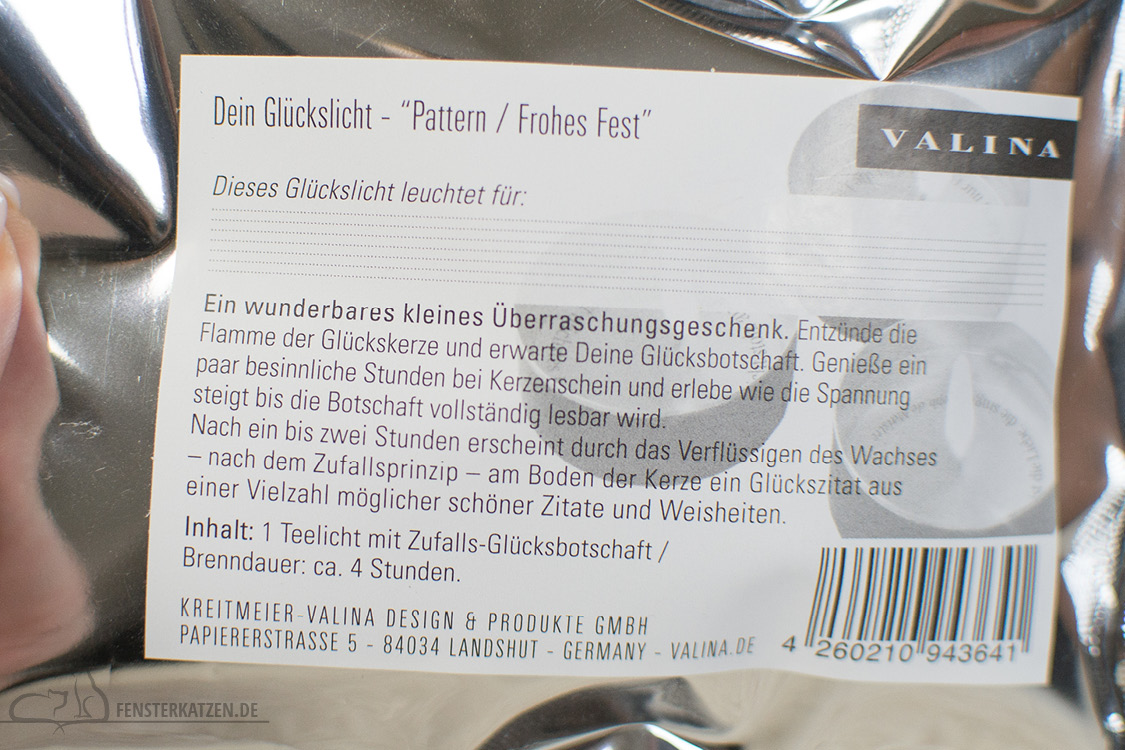 Dein Glückslicht - “Pattern / Frohes Fest”
VALINA
Dieses Glückslicht leuchtet für:
Ein wunderbares kleines Überraschungsgeschenk. Entzünde die
Flamme der Glückskerze und erwarte Deine Glücksbotschaft. Genieße ein
paar besinnliche Stunden bei Kerzenschein und erlebe wie die Spannung
steigt bis die Botschaft vollständig lesbar wird.
Nach ein bis zwei Stunden erscheint durch das Verflüssigen des Wachses
– nach dem Zufallsprinzip – am Boden der Kerze ein Glückszitat aus
einer Vielzahl möglicher schöner Zitate und Weisheiten.
Inhalt: 1 Teelicht mit Zufalls-Glücksbotschaft /
Brenndauer: ca. 4 Stunden.
KREITMEIER-VALINA DESIGN & PRODUKTE GMBH
PAPIERERSTRASSE 5 - 84034 LANDSHUT - GERMANY - VALINA.DE
4 260210 943641
FENSTERKATZEN.DE